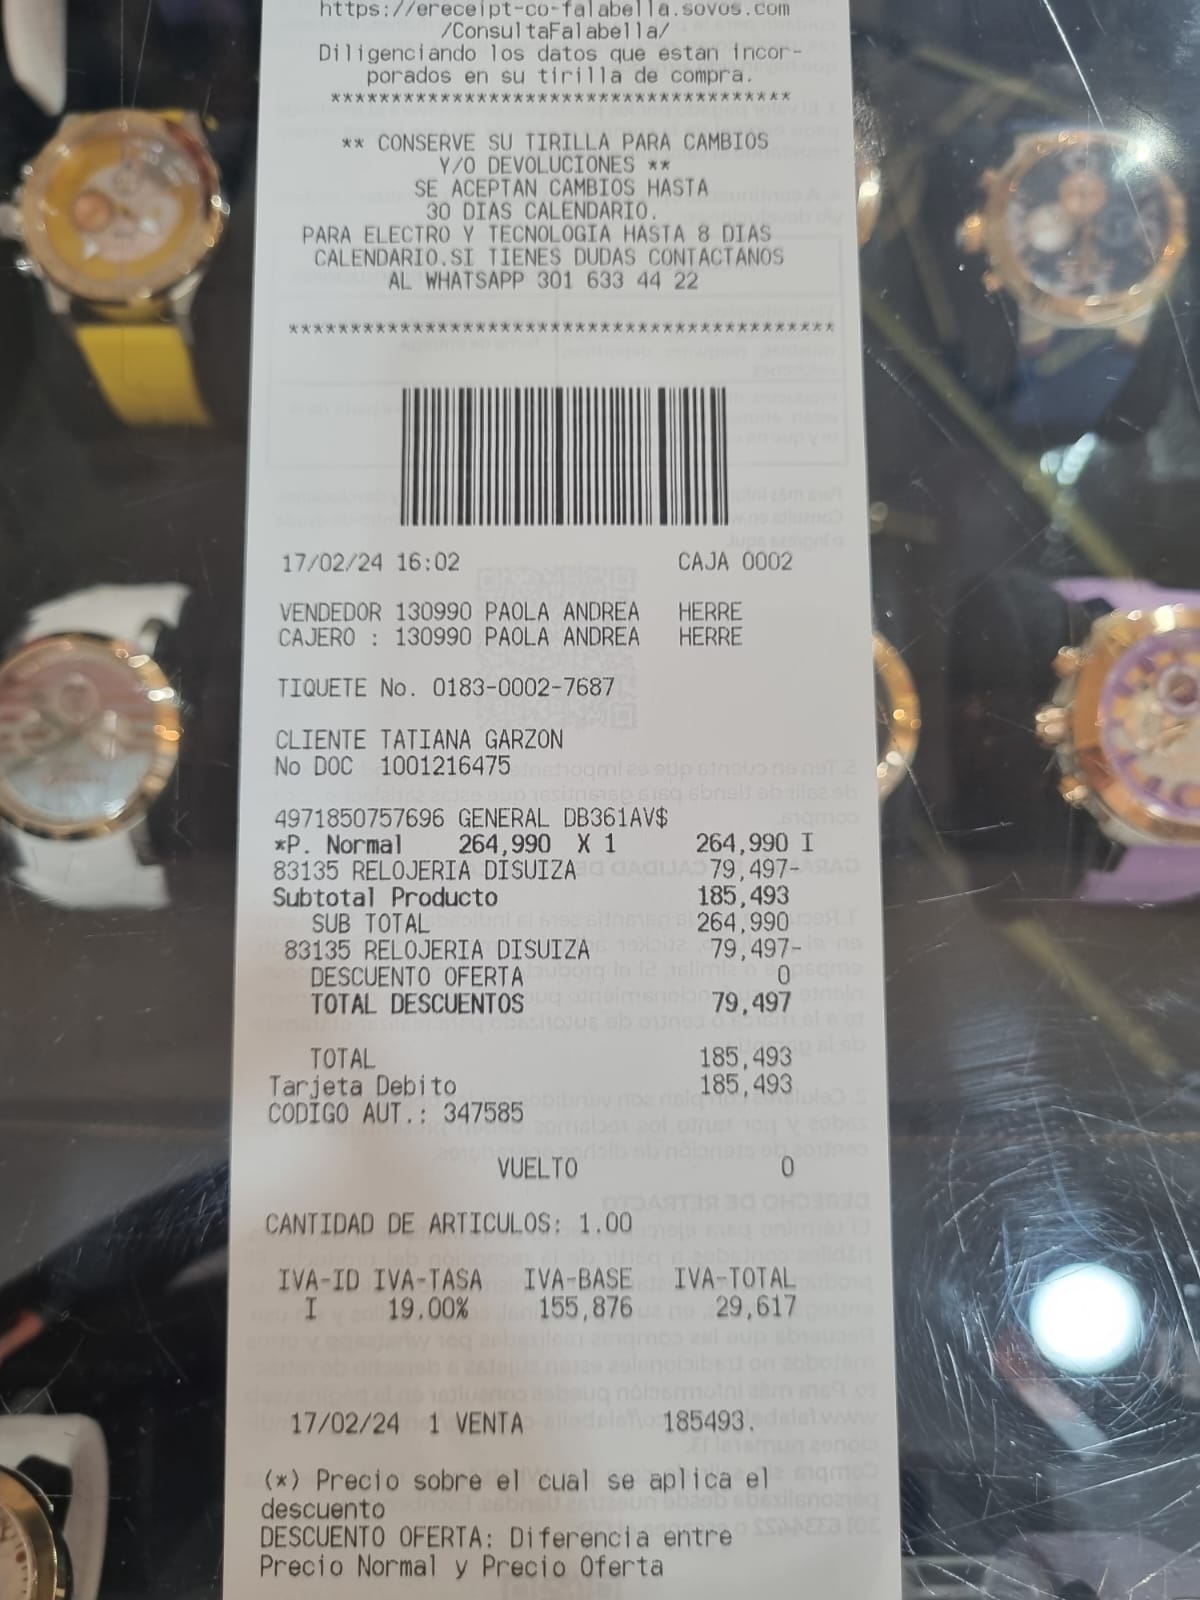 https://ereceipt-co-falabella.sovos.com
/ConsultaFalabella/
Diligenciando los datos que estan incor-
porados en su tirilla de compra.
**************************************
** CONSERVE SU TIRILLA PARA CAMBIOS
Y/O DEVOLUCIONES **
SE ACEPTAN CAMBIOS HASTA
30 DIAS CALENDARIO.
PARA ELECTRO Y TECNOLOGIA HASTA 8 DIAS
CALENDARIO.SI TIENES DUDAS CONTACTANOS
AL WHATSAPP 301 633 44 22
********************************************
17/02/24 16:02 CAJA 0002
VENDEDOR 130990 PAOLA ANDREA HERRE
CAJERO : 130990 PAOLA ANDREA HERRE
TIQUETE No. 0183-0002-7687
CLIENTE TATIANA GARZON
No DOC 1001216475
4971850757696 GENERAL DB361AV$
*P. Normal 264,990 X 1 264,990 I
83135 RELOJERIA DISUIZA 79,497-
Subtotal Producto 185,493
SUB TOTAL 264,990
83135 RELOJERIA DISUIZA 79,497-
DESCUENTO OFERTA 0
TOTAL DESCUENTOS 79,497
TOTAL 185,493
Tarjeta Debito 185,493
CODIGO AUT.: 347585
VUELTO 0
CANTIDAD DE ARTICULOS: 1.00
IVA-ID IVA-TASA IVA-BASE IVA-TOTAL
I 19.00% 155,876 29,617
17/02/24 1 VENTA 185493.
(*) Precio sobre el cual se aplica el
descuento
DESCUENTO OFERTA: Diferencia entre
Precio Normal y Precio Oferta